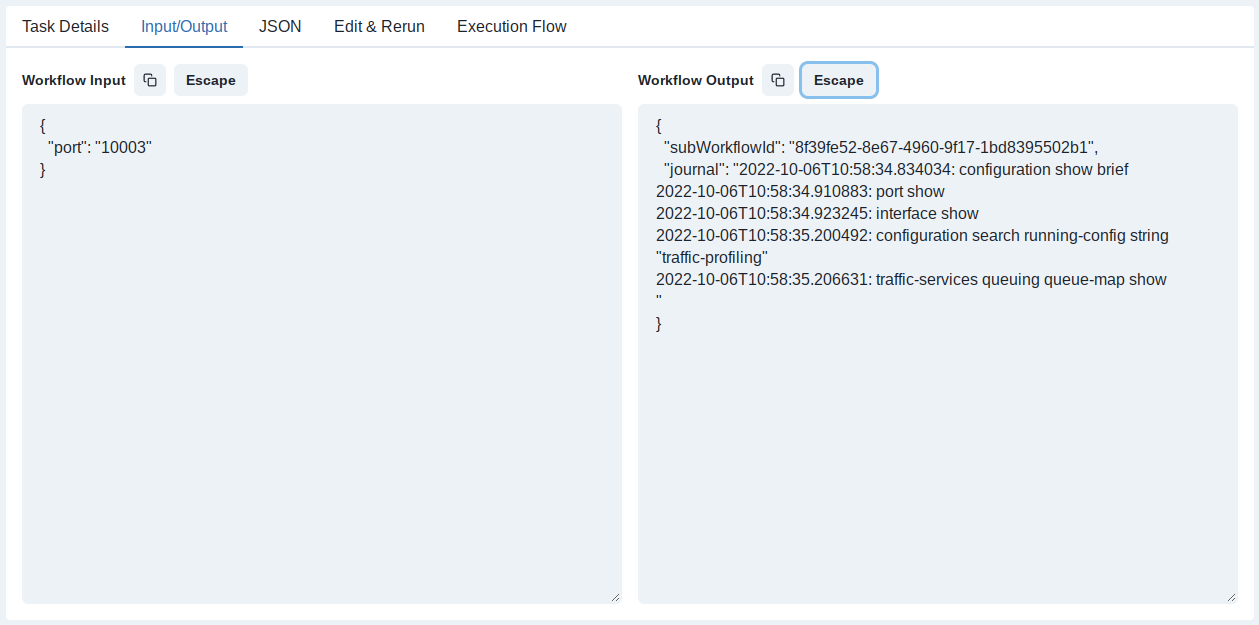 Task Details Input/Output JSON Edit & Rerun Execution Flow
Workflow Input Escape
{
  "port": "10003"
}
Workflow Output Escape
{
  "subWorkflowId": "8f39fe52-8e67-4960-9f17-1bd8395502b1",
  "journal": "2022-10-06T10:58:34.834034: configuration show brief
2022-10-06T10:58:34.910883: port show
2022-10-06T10:58:34.923245: interface show
2022-10-06T10:58:35.200492: configuration search running-config string
"traffic-profiling"
2022-10-06T10:58:35.206631: traffic-services queuing queue-map show
"
}